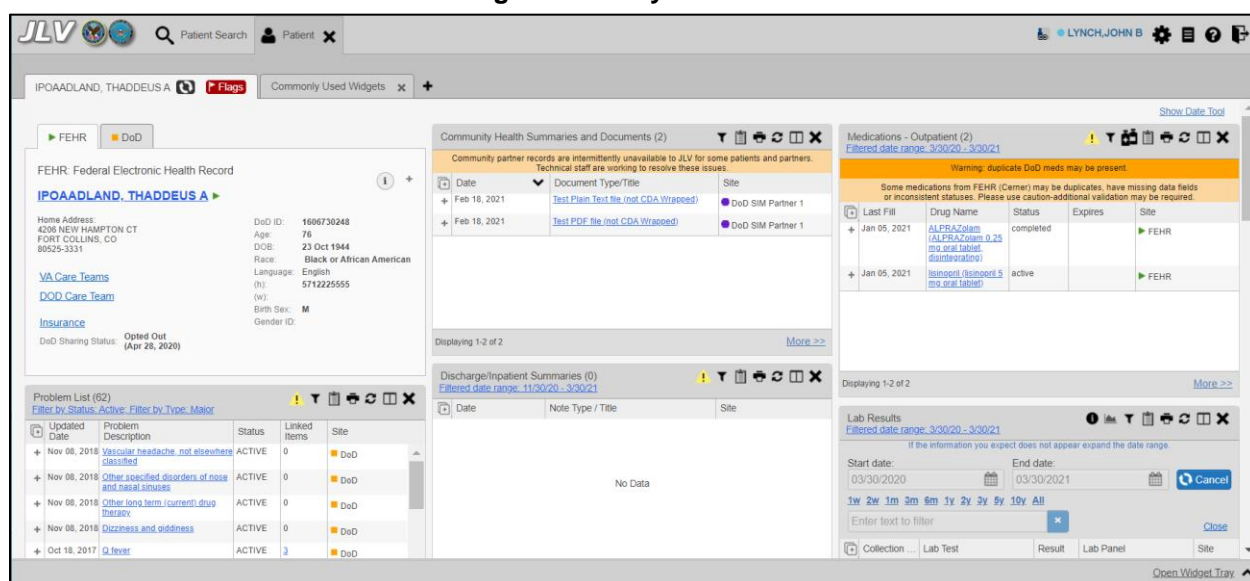 JLV Patient Search Patient LYNCH,JOHN B
IPOAADLAND, THADDEUS A Flags Commonly Used Widgets
Show Date Tool
FEHR DoD
FEHR: Federal Electronic Health Record
IPOAADLAND, THADDEUS A
Home Address:
4206 NEW HAMPTON CT
FORT COLLINS, CO
80525-3331
VA Care Teams
DOD Care Team
Insurance
DoD Sharing Status: Opted Out
(Apr 28, 2020)
DoD ID: 1606730248
Age: 76
DOB: 23 Oct 1944
Race: Black or African American
Language: English
(h): 5712225555
(w):
Birth Sex: M
Gender ID:
Problem List (62)
Filter by Status: Active; Filter by Type: Major
Updated Date Problem Description Status Linked Items Site
Nov 08, 2018 Vascular headache, not elsewhere classified ACTIVE 0 DoD
Nov 08, 2018 Other specified disorders of nose and nasal sinuses ACTIVE 0 DoD
Nov 08, 2018 Other long term (current) drug therapy ACTIVE 0 DoD
Nov 08, 2018 Dizziness and giddiness ACTIVE 0 DoD
Oct 18, 2017 Q fever ACTIVE 3 DoD
Community Health Summaries and Documents (2)
Community partner records are intermittently unavailable to JLV for some patients and partners.
Technical staff are working to resolve these issues.
Date Document Type/Title Site
Feb 18, 2021 Test Plain Text file (not CDA Wrapped) DoD SIM Partner 1
Feb 18, 2021 Test PDF file (not CDA Wrapped) DoD SIM Partner 1
Displaying 1-2 of 2 More >>
Discharge/Inpatient Summaries (0)
Filtered date range: 11/30/20 - 3/30/21
Date Note Type / Title Site
No Data
Medications - Outpatient (2)
Filtered date range: 3/30/20 - 3/30/21
Warning: duplicate DoD meds may be present.
Some medications from FEHR (Cerner) may be duplicates, have missing data fields
or inconsistent statuses. Please use caution-additional validation may be required.
Last Fill Drug Name Status Expires Site
Jan 05, 2021 ALPRAZolam (ALPRAZolam 0.25 mg oral tablet, disintegrating) completed FEHR
Jan 05, 2021 lisinopril (lisinopril 5 mg oral tablet) active FEHR
Displaying 1-2 of 2 More >>
Lab Results
Filtered date range: 3/30/20 - 3/30/21
If the information you expect does not appear expand the date range.
Start date: End date:
03/30/2020 03/30/2021 Cancel
1w 2w 1m 3m 6m 1y 2y 3y 5y 10y All
Enter text to filter Close
Collection ... Lab Test Result Lab Panel Site
Open Widget Tray